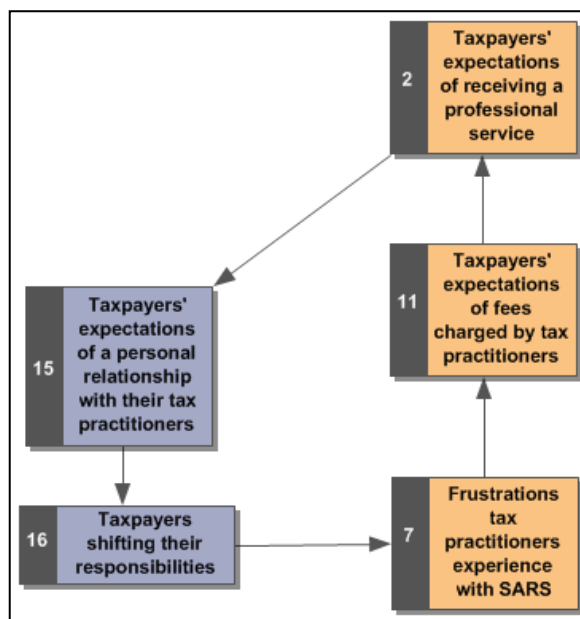 2
Taxpayers'
expectations
of receiving a
professional
service
11
Taxpayers'
expectations
of fees
charged by tax
practitioners
15
Taxpayers'
expectations
of a personal
relationship
with their tax
practitioners
16
Taxpayers
shifting their
responsibilities
7
Frustrations
tax
practitioners
experience
with SARS